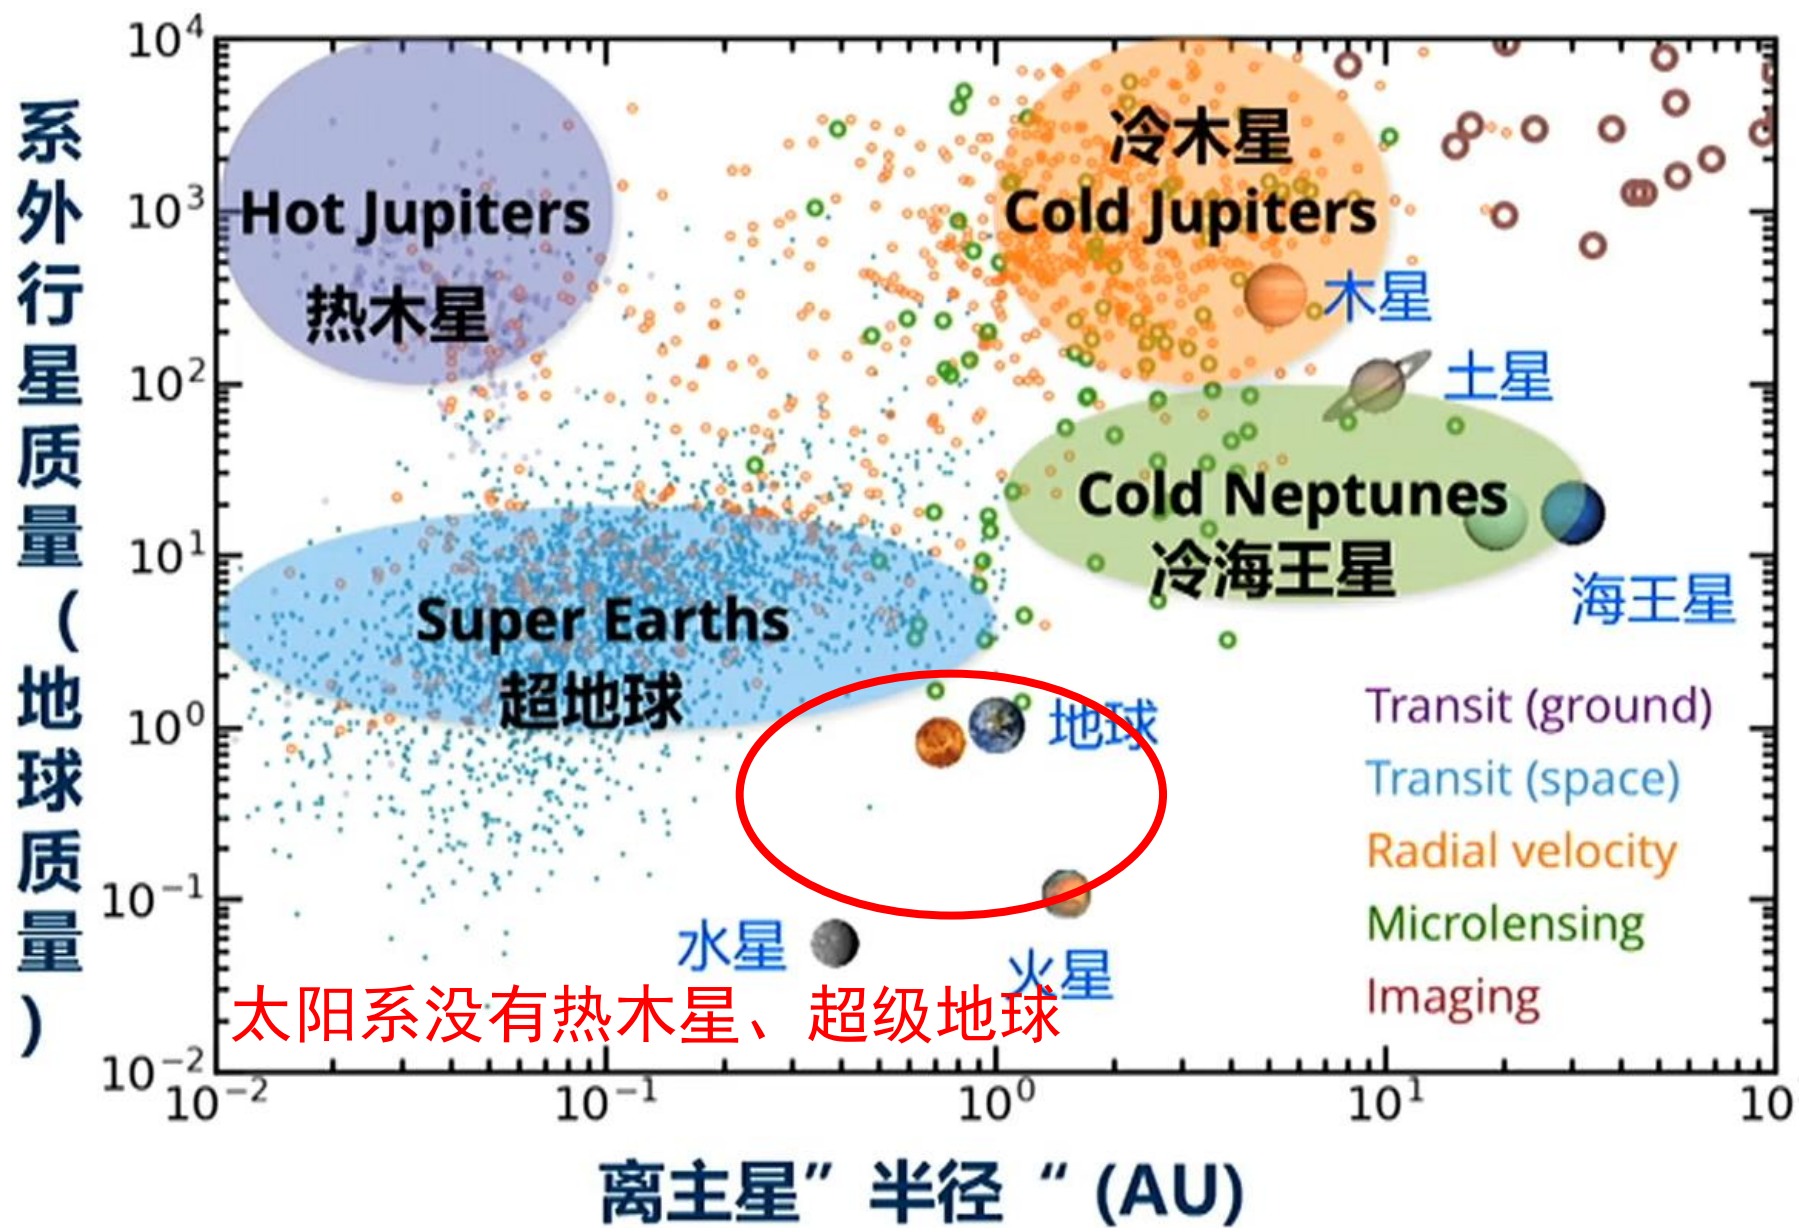 系外行星质量(地球质量)
10⁴
10³
10²
10¹
10⁰
10⁻¹
10⁻²
冷木星
Hot Jupiters
Cold Jupiters
热木星
木星
土星
Cold Neptunes
冷海王星
海王星
Super Earths
超地球
地球
Transit (ground)
Transit (space)
Radial velocity
Microlensing
Imaging
水星
火星
太阳系没有热木星、超级地球
10⁻²
10⁻¹
10⁰
10¹
10
离主星”半径“(AU)